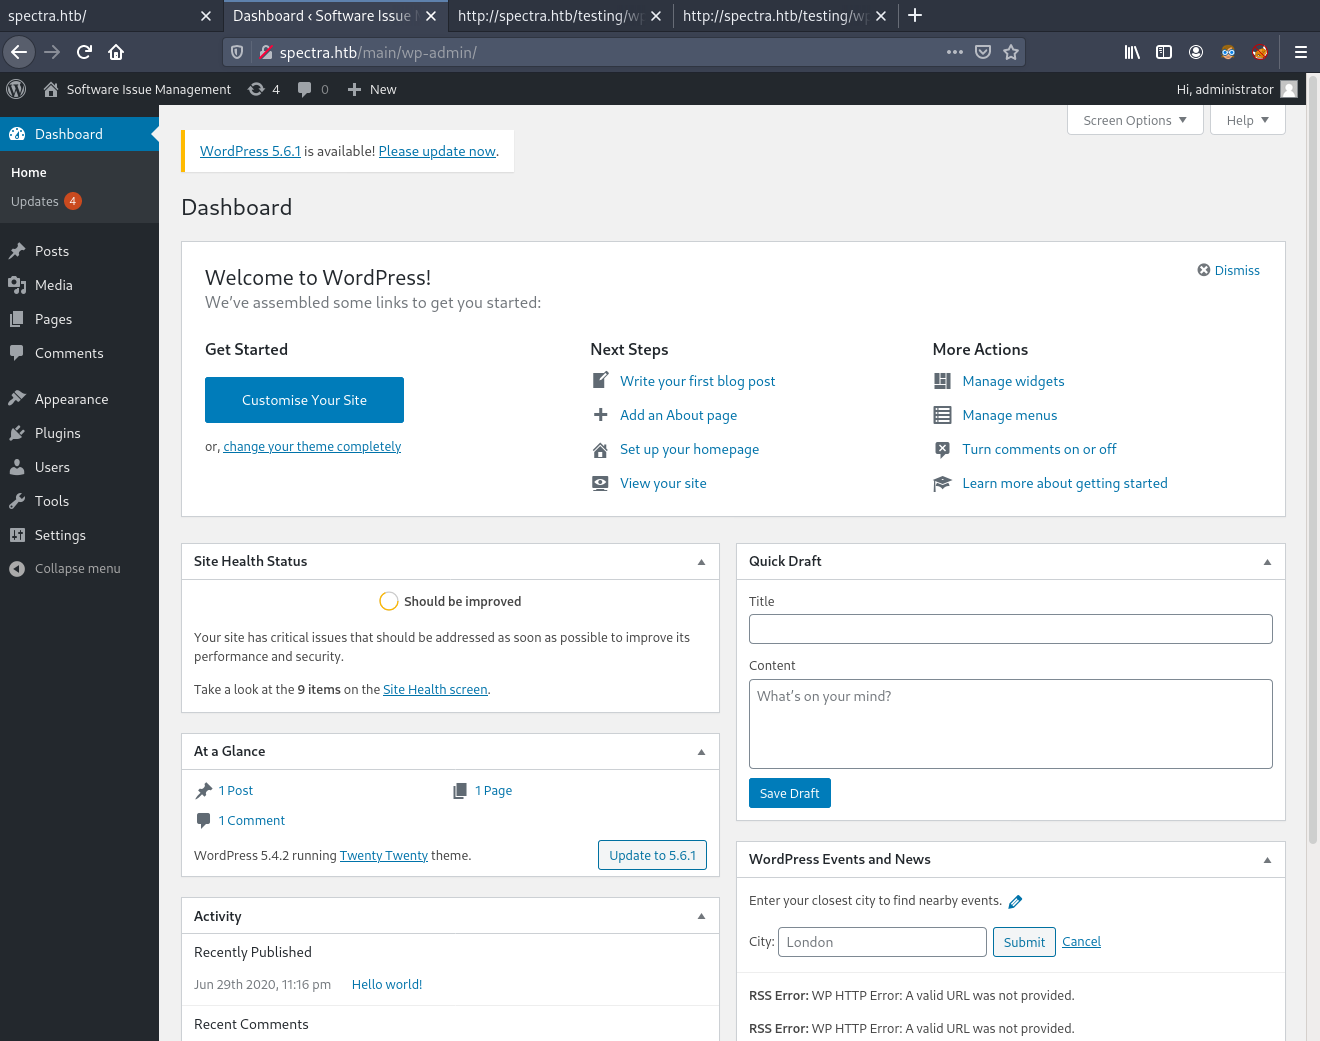 spectra.htb/
Dashboard ‹ Software Issue
http://spectra.htb/testing/wp
http://spectra.htb/testing/wp
spectra.htb/main/wp-admin/
Software Issue Management
4
0
New
Hi, administrator
Dashboard
Home
Updates 4
Posts
Media
Pages
Comments
Appearance
Plugins
Users
Tools
Settings
Collapse menu
Screen Options
Help
WordPress 5.6.1 is available! Please update now.
Dashboard
Welcome to WordPress!
We've assembled some links to get you started:
Dismiss
Get Started
Customise Your Site
or, change your theme completely
Next Steps
Write your first blog post
Add an About page
Set up your homepage
View your site
More Actions
Manage widgets
Manage menus
Turn comments on or off
Learn more about getting started
Site Health Status
Should be improved
Your site has critical issues that should be addressed as soon as possible to improve its
performance and security.
Take a look at the 9 items on the Site Health screen.
At a Glance
1 Post
1 Page
1 Comment
WordPress 5.4.2 running Twenty Twenty theme.
Update to 5.6.1
Activity
Recently Published
Jun 29th 2020, 11:16 pm Hello world!
Recent Comments
Quick Draft
Title
Content
What's on your mind?
Save Draft
WordPress Events and News
Enter your closest city to find nearby events.
City: London Submit Cancel
RSS Error: WP HTTP Error: A valid URL was not provided.
RSS Error: WP HTTP Error: A valid URL was not provided.